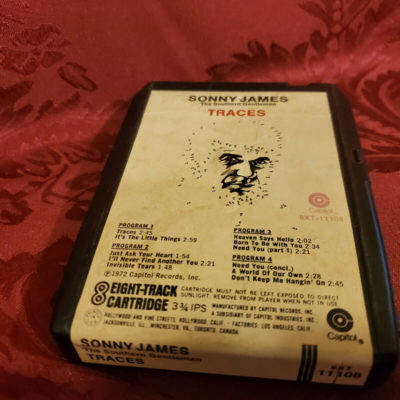 SONNY JAMES
The Southern Gentleman
TRACES
Capitol.
8XT-11108
PROGRAM 1
Traces 2:45
It's The Little Things 2:59
PROGRAM 2
Just Ask Your Heart 1:54
I'll Never Find Another You 2:21
Invisible Tears 1:48
©1972 Capitol Records, Inc.
PROGRAM 3
Heaven Says Hello 2:02
Born To Be With You 2:34
Need You (part 1) 2:21
PROGRAM 4
Need You (concl.)
A World Of Our Own 2:28
Don't Keep Me Hangin' On 2:45
8 EIGHT-TRACK
CARTRIDGE 3¾ IPS
CARTRIDGE MUST NOT BE LEFT EXPOSED TO DIRECT
SUNLIGHT. REMOVE FROM PLAYER WHEN NOT IN USE
MANUFACTURED BY CAPITOL RECORDS, INC.
A SUBSIDIARY OF CAPITOL INDUSTRIES, INC.
HOLLYWOOD AND VINE STREETS, HOLLYWOOD, CALIF. · FACTORIES: LOS ANGELES, CALIF.
JACKSONVILLE, ILL. WINCHESTER, VA. TORONTO, CANADA
Capitol.
SONNY JAMES
The Southern Gentleman
TRACES
8XT
11108